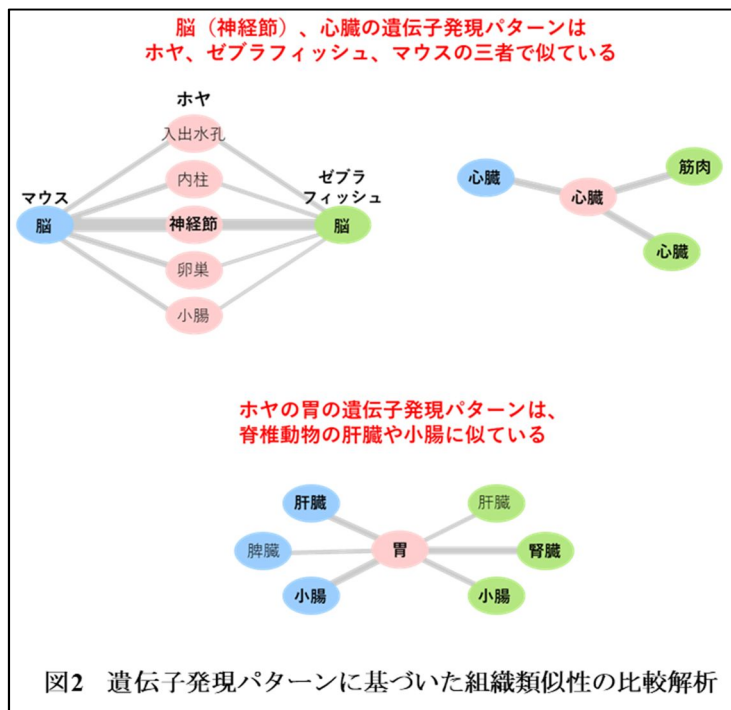 脳（神経節）、心臓の遺伝子発現パターンは
ホヤ、ゼブラフィッシュ、マウスの三者で似ている
ホヤ
入出水孔
内柱
マウス
ゼブラ
フィッシュ
脳
神経節
脳
卵巣
小腸
心臓
心臓
筋肉
心臓
ホヤの胃の遺伝子発現パターンは、
脊椎動物の肝臓や小腸に似ている
肝臓
肝臓
脾臓
胃
腎臓
小腸
小腸
図2 遺伝子発現パターンに基づいた組織類似性の比較解析